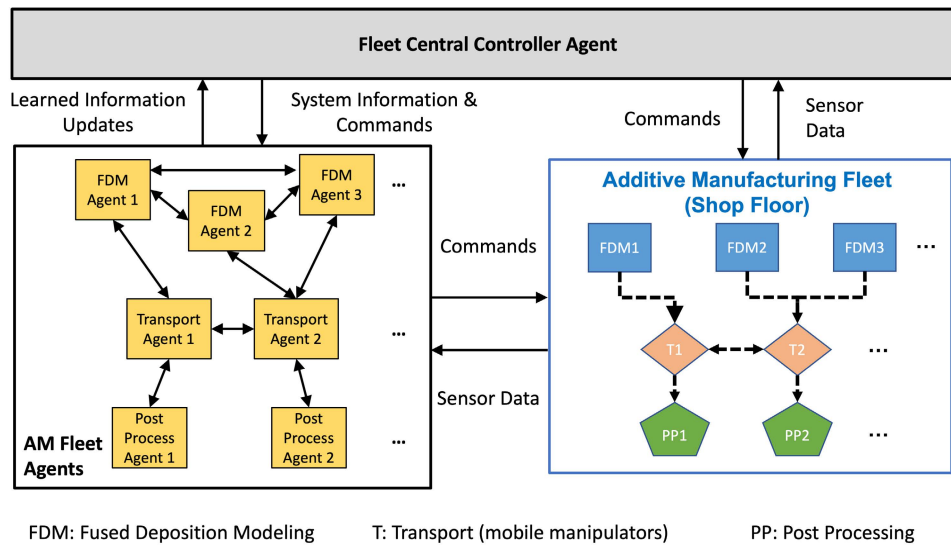 Fleet Central Controller Agent
Learned Information
Updates
System Information &
Commands
Commands
Sensor
Data
FDM
Agent 1
FDM
Agent 2
FDM
Agent 3
...
Transport
Agent 1
Transport
Agent 2
...
Post
Process
Agent 1
Post
Process
Agent 2
...
AM Fleet
Agents
Commands
Sensor Data
Additive Manufacturing Fleet
(Shop Floor)
FDM1
FDM2
FDM3
...
T1
T2
...
PP1
PP2
...
FDM: Fused Deposition Modeling
T: Transport (mobile manipulators)
PP: Post Processing